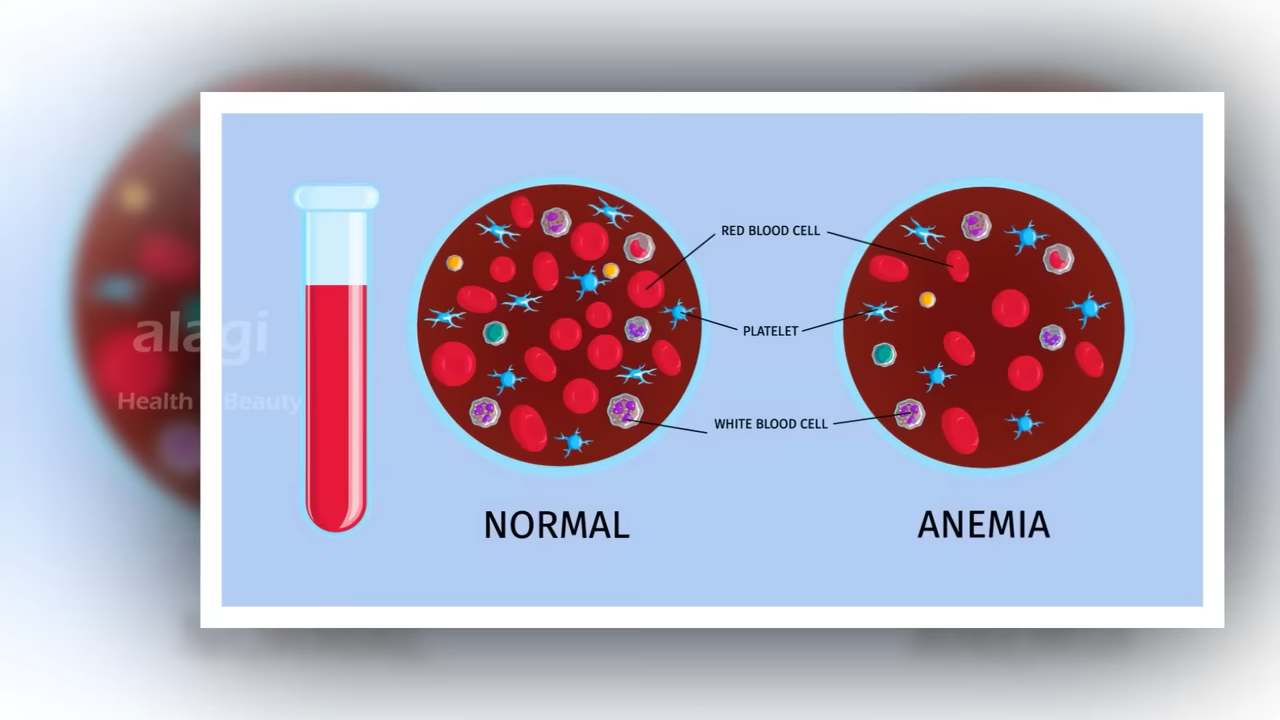 RED BLOOD CELL
PLATELET
WHITE BLOOD CELL
NORMAL
ANEMIA
alagi
Health Beauty